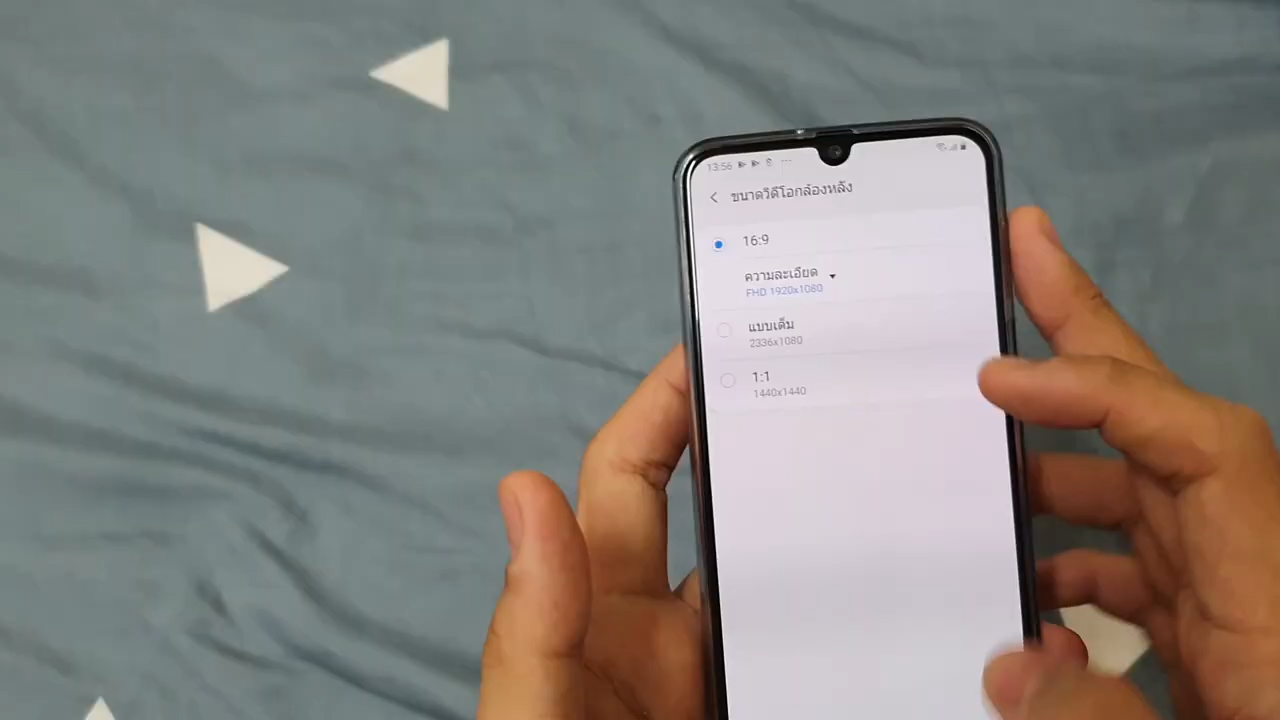 13:56
ขนาดวิดีโอกล้องหลัง
16:9
ความละเอียด
FHD 1920x1080
แบบเต็ม
2336x1080
1:1
1440x1440